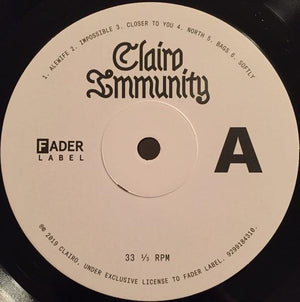 1. ALEWIFE 2. IMPOSSIBLE 3. CLOSER TO YOU 4. NORTH 5. BAGS 6. SOFTLY
Clairo
Immunity
FADER
LABEL
A
33 ⅓ RPM
℗© 2019 CLAIRO, UNDER EXCLUSIVE LICENSE TO FADER LABEL. 9299184310.